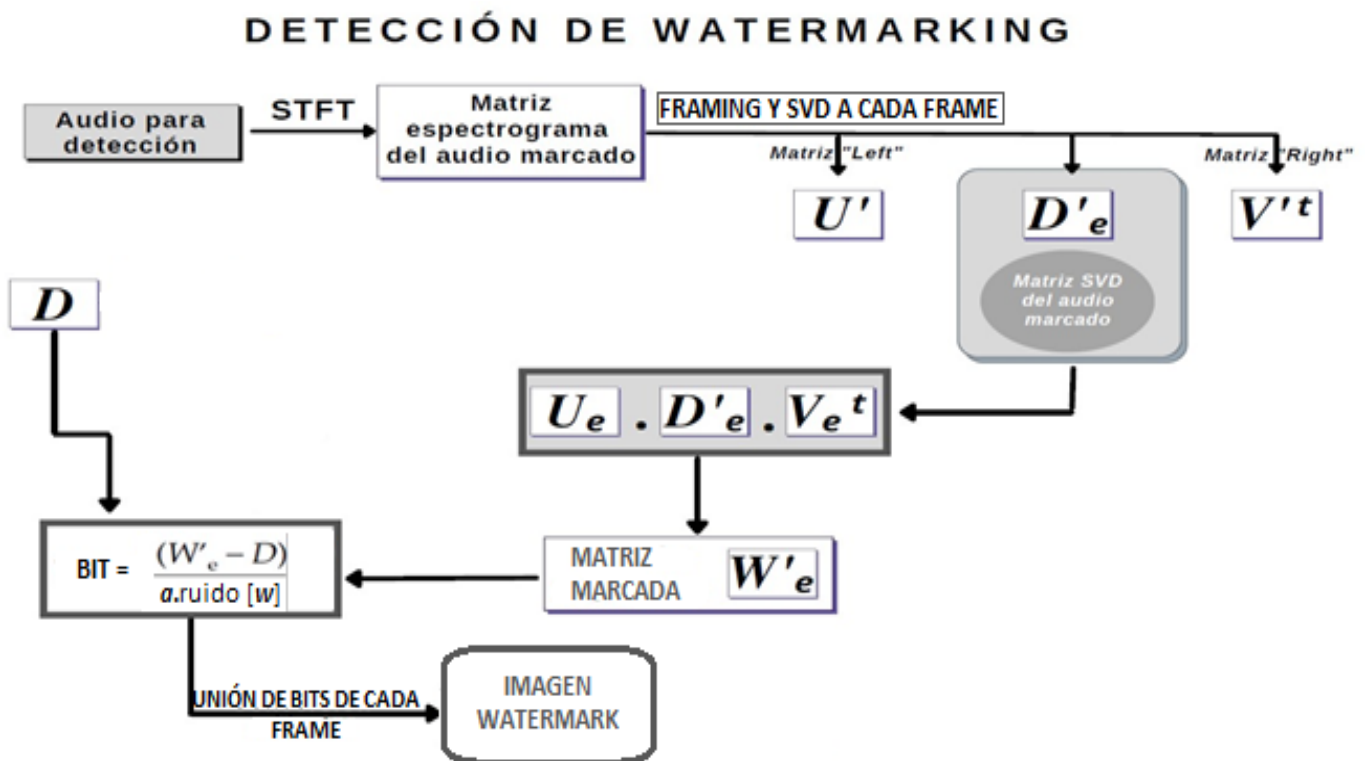 DETECCIÓN DE WATERMARKING
Audio para
detección
STFT
Matriz
espectrograma
del audio marcado
FRAMING Y SVD A CADA FRAME
Matriz "Left"
Matriz "Right"
U'
D'e
V't
Matriz SVD
del audio
marcado
D
Ue . D'e . Vet
BIT = (W'e – D)
a.ruido [w]
MATRIZ
MARCADA
W'e
UNIÓN DE BITS DE CADA
FRAME
IMAGEN
WATERMARK